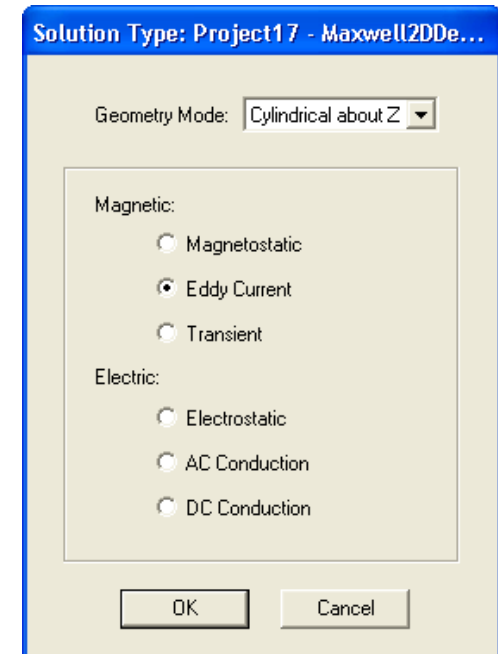 Solution Type: Project17 - Maxwell2DDe...
Geometry Mode: Cylindrical about Z
Magnetic:
Magnetostatic
Eddy Current
Transient
Electric:
Electrostatic
AC Conduction
DC Conduction
OK Cancel